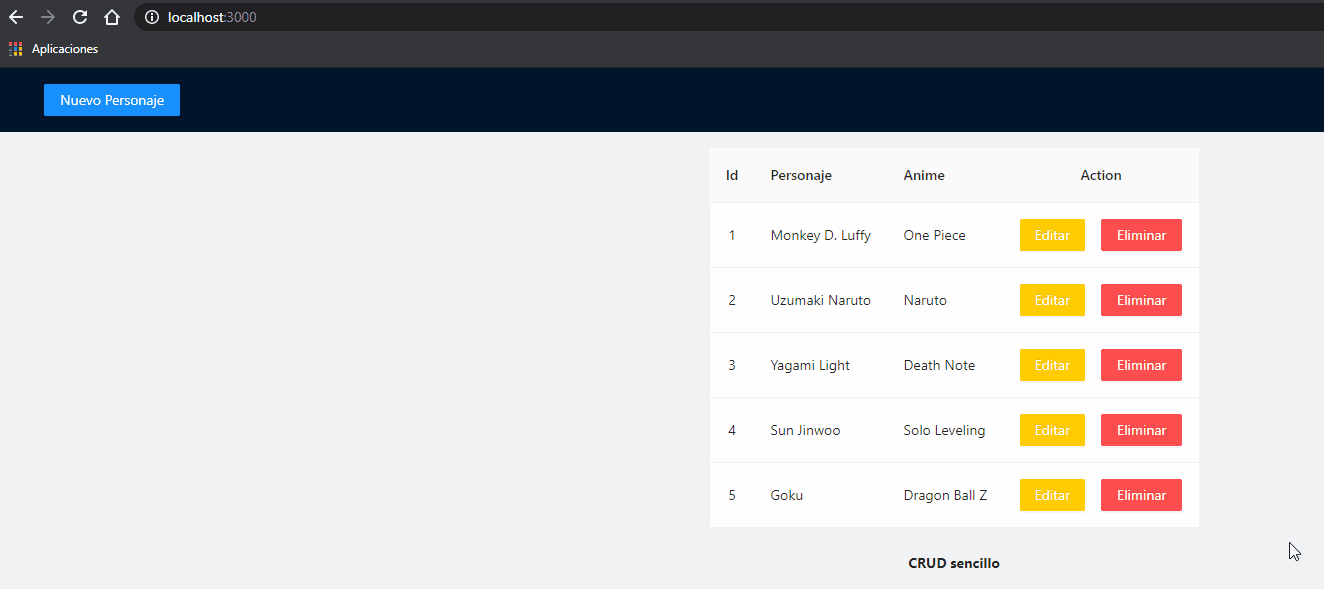 localhost:3000
Aplicaciones
Nuevo Personaje
Id Personaje Anime Action
1 Monkey D. Luffy One Piece Editar Eliminar
2 Uzumaki Naruto Naruto Editar Eliminar
3 Yagami Light Death Note Editar Eliminar
4 Sun Jinwoo Solo Leveling Editar Eliminar
5 Goku Dragon Ball Z Editar Eliminar
CRUD sencillo